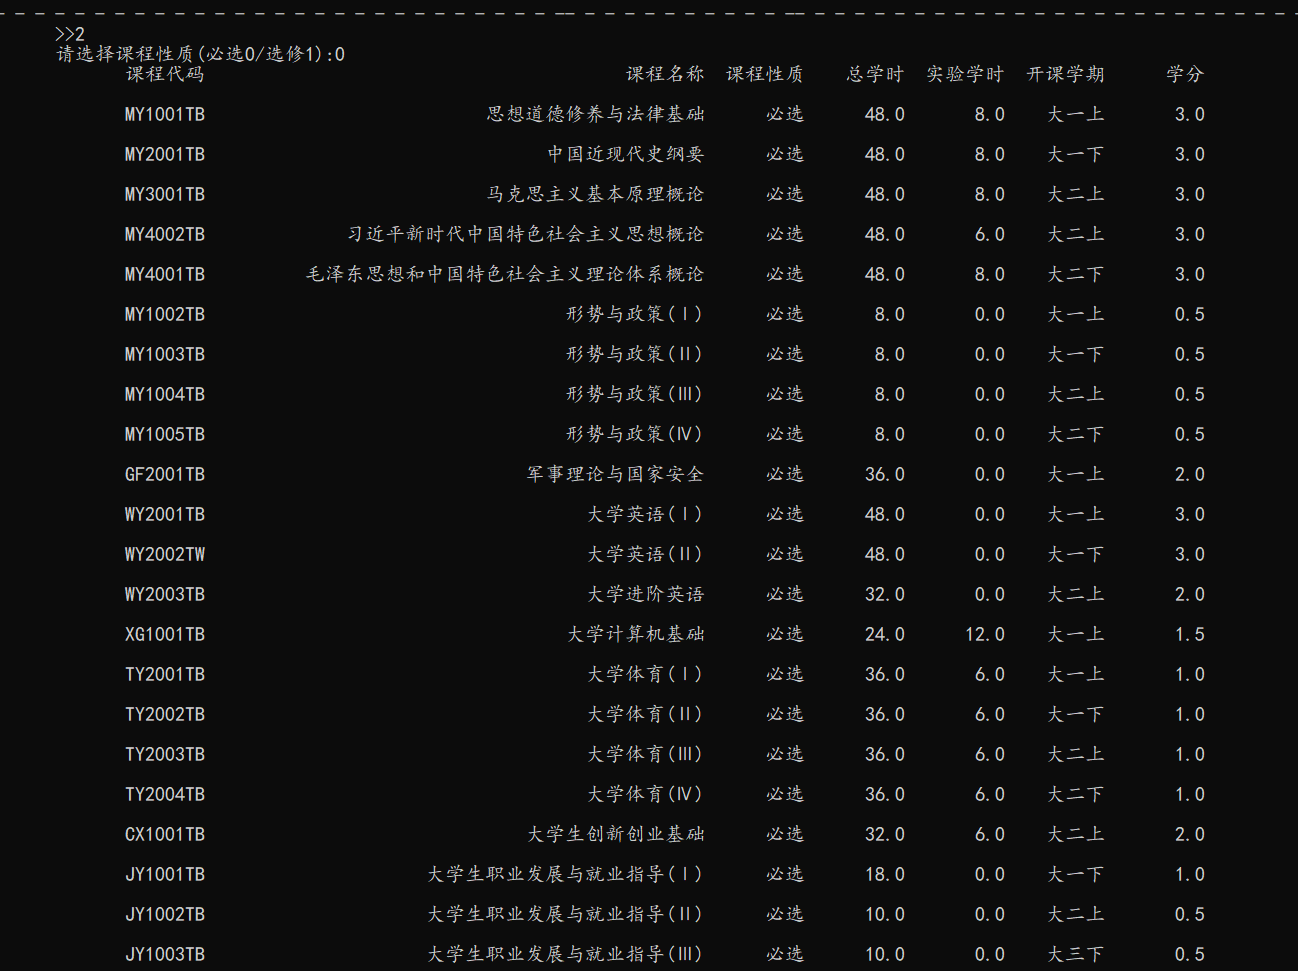 >>2
请选择课程性质(必选0/选修1):0
课程代码 课程名称 课程性质 总学时 实验学时 开课学期 学分
MY1001TB 思想道德修养与法律基础 必选 48.0 8.0 大一上 3.0
MY2001TB 中国近现代史纲要 必选 48.0 8.0 大一下 3.0
MY3001TB 马克思主义基本原理概论 必选 48.0 8.0 大二上 3.0
MY4002TB 习近平新时代中国特色社会主义思想概论 必选 48.0 6.0 大二上 3.0
MY4001TB 毛泽东思想和中国特色社会主义理论体系概论 必选 48.0 8.0 大二下 3.0
MY1002TB 形势与政策(Ⅰ) 必选 8.0 0.0 大一上 0.5
MY1003TB 形势与政策(Ⅱ) 必选 8.0 0.0 大一下 0.5
MY1004TB 形势与政策(Ⅲ) 必选 8.0 0.0 大二上 0.5
MY1005TB 形势与政策(Ⅳ) 必选 8.0 0.0 大二下 0.5
GF2001TB 军事理论与国家安全 必选 36.0 0.0 大一上 2.0
WY2001TB 大学英语(Ⅰ) 必选 48.0 0.0 大一上 3.0
WY2002TW 大学英语(Ⅱ) 必选 48.0 0.0 大一下 3.0
WY2003TB 大学进阶英语 必选 32.0 0.0 大二上 2.0
XG1001TB 大学计算机基础 必选 24.0 12.0 大一上 1.5
TY2001TB 大学体育(Ⅰ) 必选 36.0 6.0 大一上 1.0
TY2002TB 大学体育(Ⅱ) 必选 36.0 6.0 大一下 1.0
TY2003TB 大学体育(Ⅲ) 必选 36.0 6.0 大二上 1.0
TY2004TB 大学体育(Ⅳ) 必选 36.0 6.0 大二下 1.0
CX1001TB 大学生创新创业基础 必选 32.0 6.0 大二上 2.0
JY1001TB 大学生职业发展与就业指导(Ⅰ) 必选 18.0 0.0 大一下 1.0
JY1002TB 大学生职业发展与就业指导(Ⅱ) 必选 10.0 0.0 大二上 0.5
JY1003TB 大学生职业发展与就业指导(Ⅲ) 必选 10.0 0.0 大三下 0.5